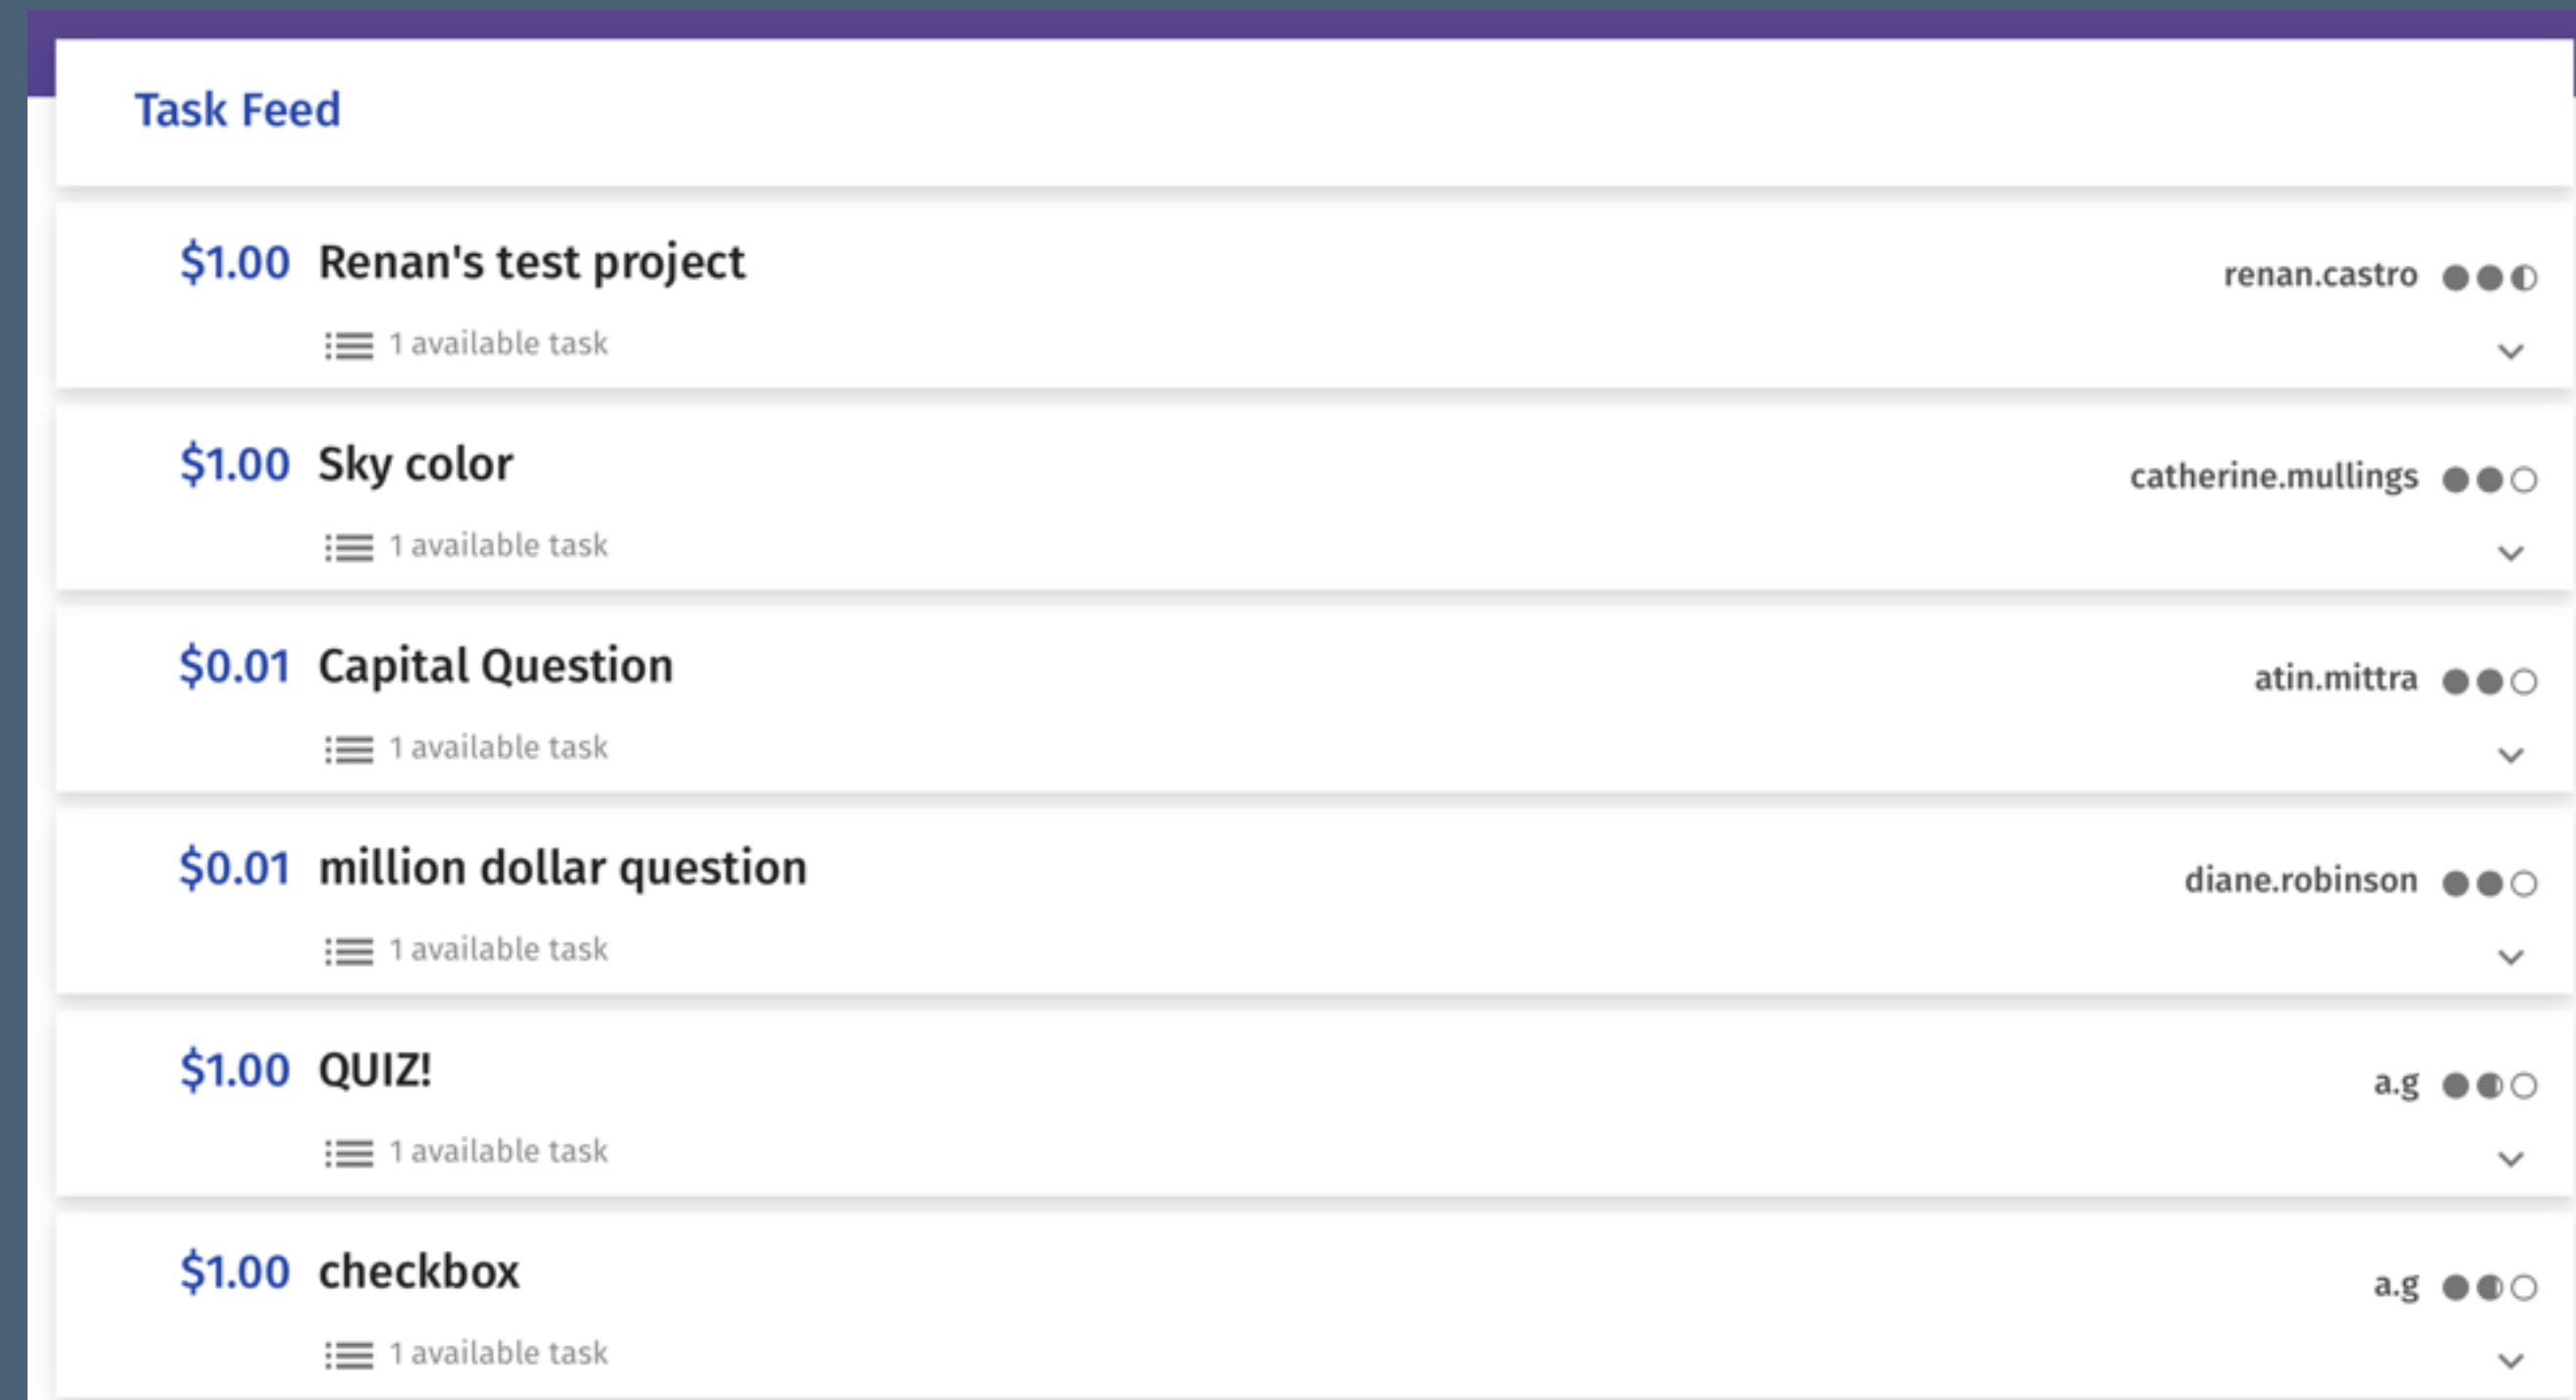 Task Feed
$1.00 Renan's test project
renan.castro
1 available task
$1.00 Sky color
catherine.mullings
1 available task
$0.01 Capital Question
atin.mittra
1 available task
$0.01 million dollar question
diane.robinson
1 available task
$1.00 QUIZ!
a.g
1 available task
$1.00 checkbox
a.g
1 available task